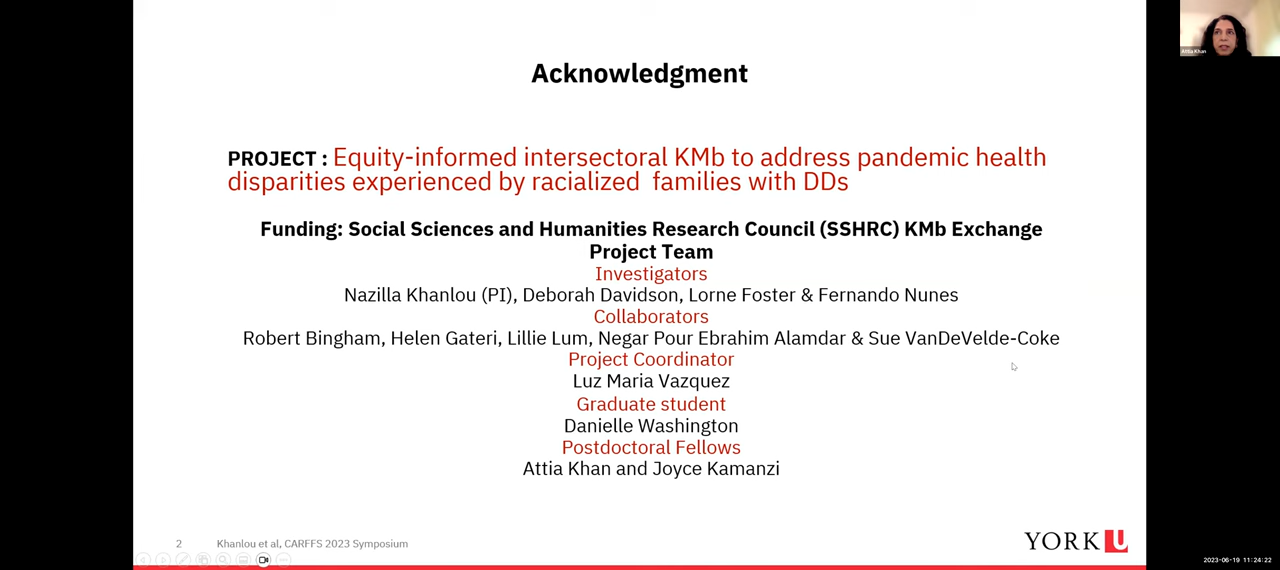 Acknowledgment
PROJECT : Equity-informed intersectoral KMb to address pandemic health
disparities experienced by racialized families with DDs
Funding: Social Sciences and Humanities Research Council (SSHRC) KMb Exchange
Project Team
Investigators
Nazilla Khanlou (PI), Deborah Davidson, Lorne Foster & Fernando Nunes
Collaborators
Robert Bingham, Helen Gateri, Lillie Lum, Negar Pour Ebrahim Alamdar & Sue VanDeVelde-Coke
Project Coordinator
Luz Maria Vazquez
Graduate student
Danielle Washington
Postdoctoral Fellows
Attia Khan and Joyce Kamanzi
2 Khanlou et al, CARFFS 2023 Symposium
YORK U
Attia Khan
2023-06-19 11:24:22